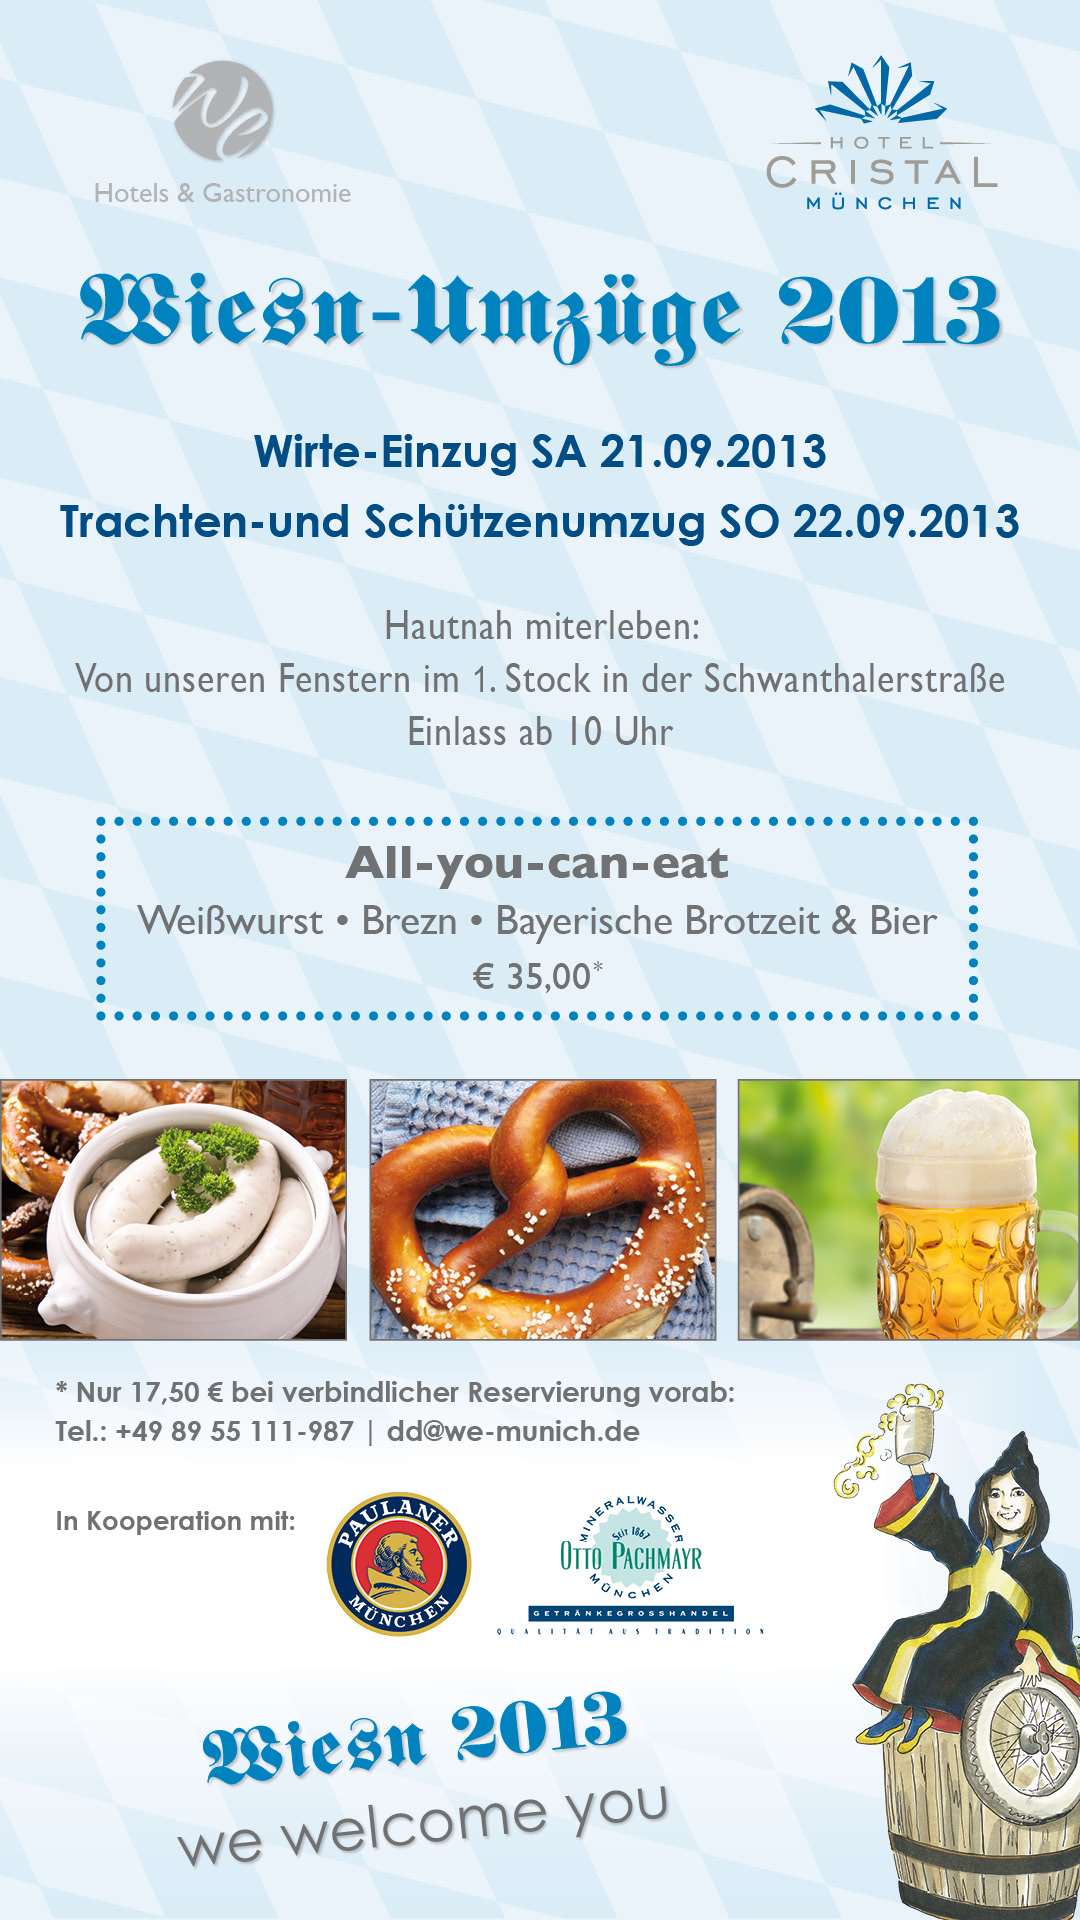 We
Hotels & Gastronomie
HOTEL
CRISTAL
MÜNCHEN
Wiesn-Umzüge 2013
Wirte-Einzug SA 21.09.2013
Trachten-und Schützenumzug SO 22.09.2013
Hautnah miterleben:
Von unseren Fenstern im 1. Stock in der Schwanthalerstraße
Einlass ab 10 Uhr
All-you-can-eat
Weißwurst • Brezn • Bayerische Brotzeit & Bier
€ 35,00*
* Nur 17,50 € bei verbindlicher Reservierung vorab:
Tel.: +49 89 55 111-987 | dd@we-munich.de
In Kooperation mit:
PAULANER
MÜNCHEN
MINERALWASSER
Seit 1867
OTTO PACHMAYR
MÜNCHEN
GETRÄNKEGROSSHANDEL
QUALITÄT AUS TRADITION
Wiesn 2013
we welcome you